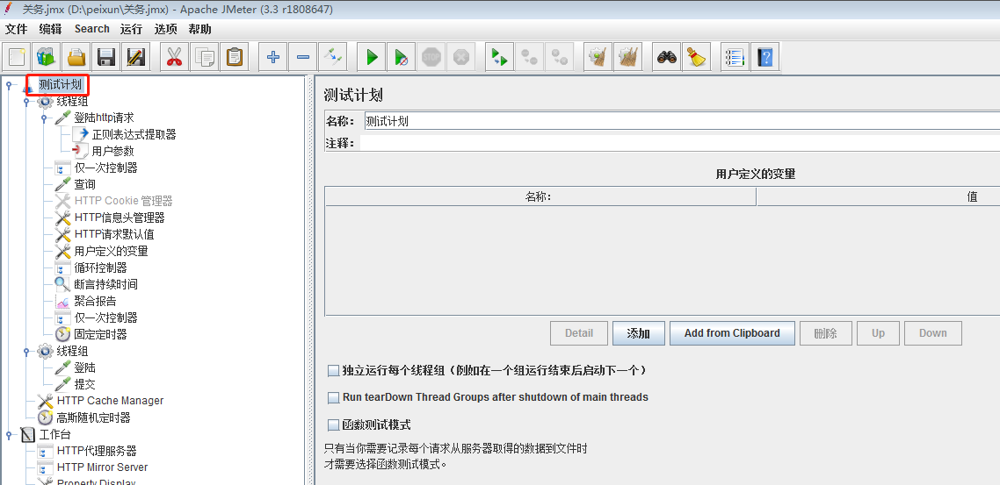 关务.jmx (D:\peixun\关务.jmx) - Apache JMeter (3.3 r1808647)
文件 编辑 Search 运行 选项 帮助
STOP
测试计划
线程组
登陆http请求
正则表达式提取器
用户参数
仅一次控制器
查询
HTTP Cookie 管理器
HTTP信息头管理器
HTTP请求默认值
用户定义的变量
循环控制器
断言持续时间
聚合报告
仅一次控制器
固定定时器
线程组
登陆
提交
HTTP Cache Manager
高斯随机定时器
工作台
HTTP代理服务器
HTTP Mirror Server
Property Display
测试计划
名称： 测试计划
注释：
用户定义的变量
名称： 值
Detail 添加 Add from Clipboard 删除 Up Down
独立运行每个线程组（例如在一个组运行结束后启动下一个）
Run tearDown Thread Groups after shutdown of main threads
函数测试模式
只有当你需要记录每个请求从服务器取得的数据到文件时
才需要选择函数测试模式。